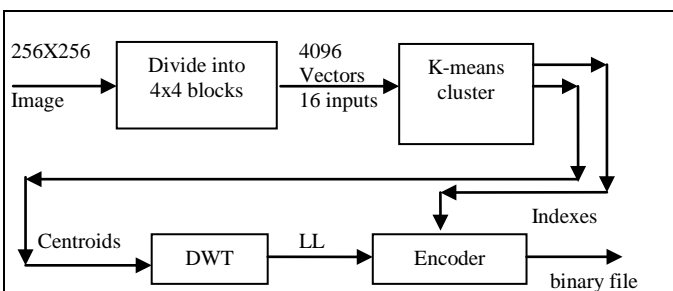 256X256
Image
Divide into
4x4 blocks
4096
Vectors
16 inputs
K-means
cluster
Indexes
Centroids
DWT
LL
Encoder
binary file